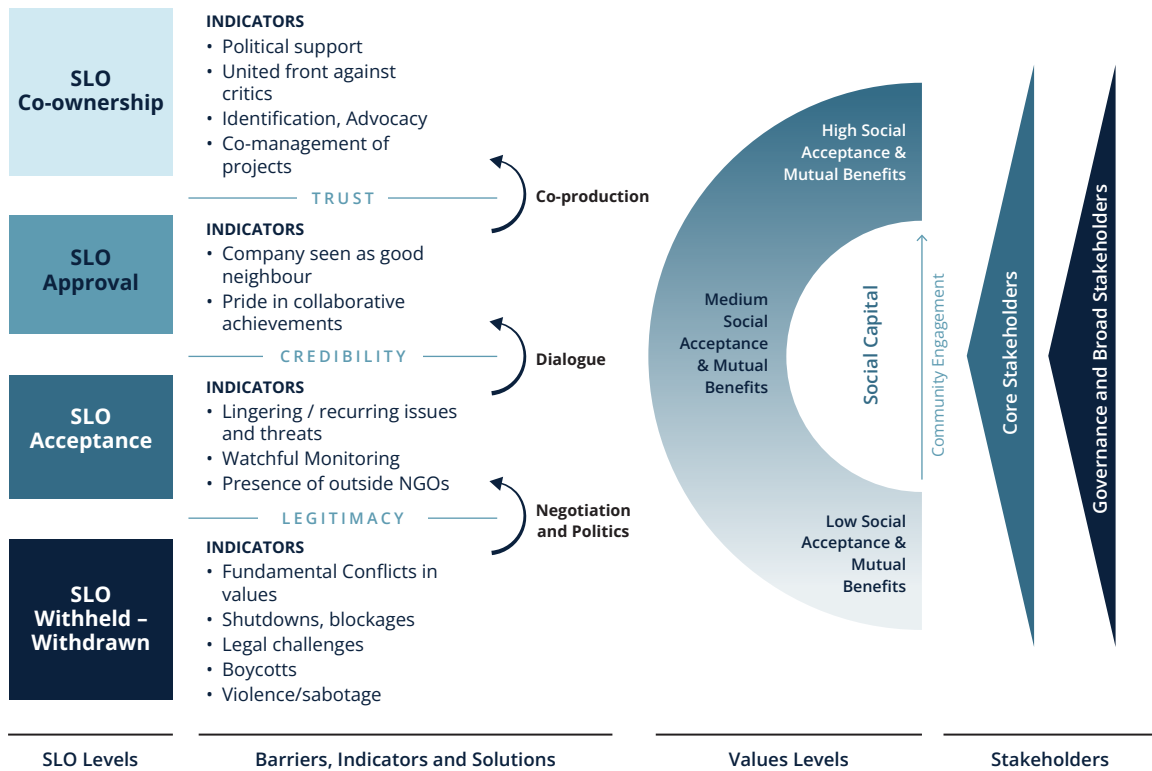 SLO
Co-ownership
INDICATORS
• Political support
• United front against
critics
• Identification, Advocacy
• Co-management of
projects
TRUST
Co-production
SLO
Approval
INDICATORS
• Company seen as good
neighbour
• Pride in collaborative
achievements
CREDIBILITY
Dialogue
SLO
Acceptance
INDICATORS
• Lingering / recurring issues
and threats
• Watchful Monitoring
• Presence of outside NGOs
LEGITIMACY
Negotiation
and Politics
SLO
Withheld –
Withdrawn
INDICATORS
• Fundamental Conflicts in
values
• Shutdowns, blockages
• Legal challenges
• Boycotts
• Violence/sabotage
High Social
Acceptance &
Mutual Benefits
Medium
Social
Acceptance
& Mutual
Benefits
Low Social
Acceptance &
Mutual
Benefits
Social Capital
Community Engagement
Core Stakeholders
Governance and Broad Stakeholders
SLO Levels
Barriers, Indicators and Solutions
Values Levels
Stakeholders